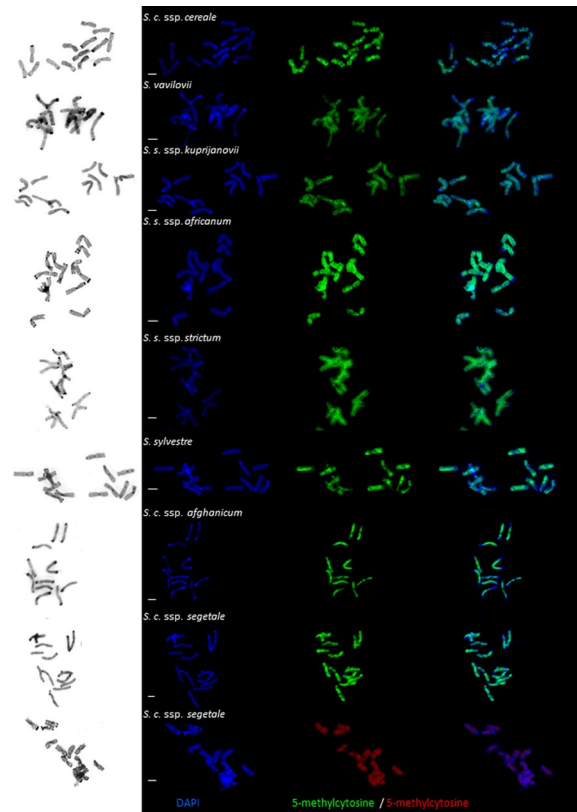 S. c. ssp. cereale
S. vavilovii
S. s. ssp. kuprijanovii
S. s. ssp. africanum
S. s. ssp. strictum
S. sylvestre
S. c. ssp. afghanicum
S. c. ssp. segetale
S. c. ssp. segetale
DAPI 5-methylcytosine / 5-methylcytosine